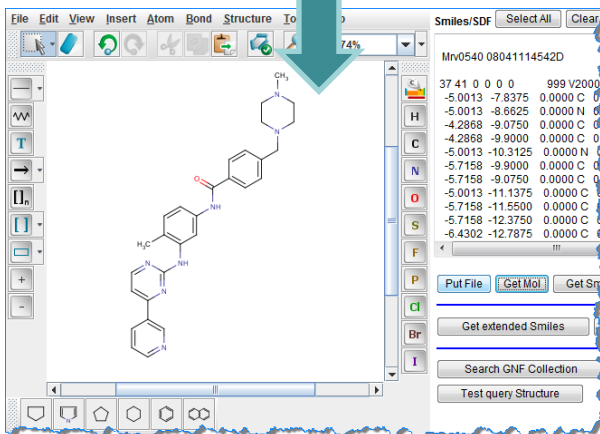 File Edit View Insert Atom Bond Structure
74%
Smiles/SDF Select All Clear
Mrv0540 08041114542D
37 41 0 0 0 0 999 V2000
-5.0013 -7.8375 0.0000 C
-5.0013 -8.6625 0.0000 N
-4.2868 -9.0750 0.0000 C
-4.2868 -9.9000 0.0000 C
-5.0013 -10.3125 0.0000 N
-5.7158 -9.9000 0.0000 C
-5.7158 -9.0750 0.0000 C
-5.0013 -11.1375 0.0000 C
-5.7158 -11.5500 0.0000 C
-5.7158 -12.3750 0.0000 C
-6.4302 -12.7875 0.0000 C
Put File Get Mol Get
Get extended Smiles
Search GNF Collection
Test query Structure
T
[]n
[ ]
+
-
H
C
N
O
S
F
P
Cl
Br
I
CH3
N
N
O
NH
H3C
N
NH
N
N